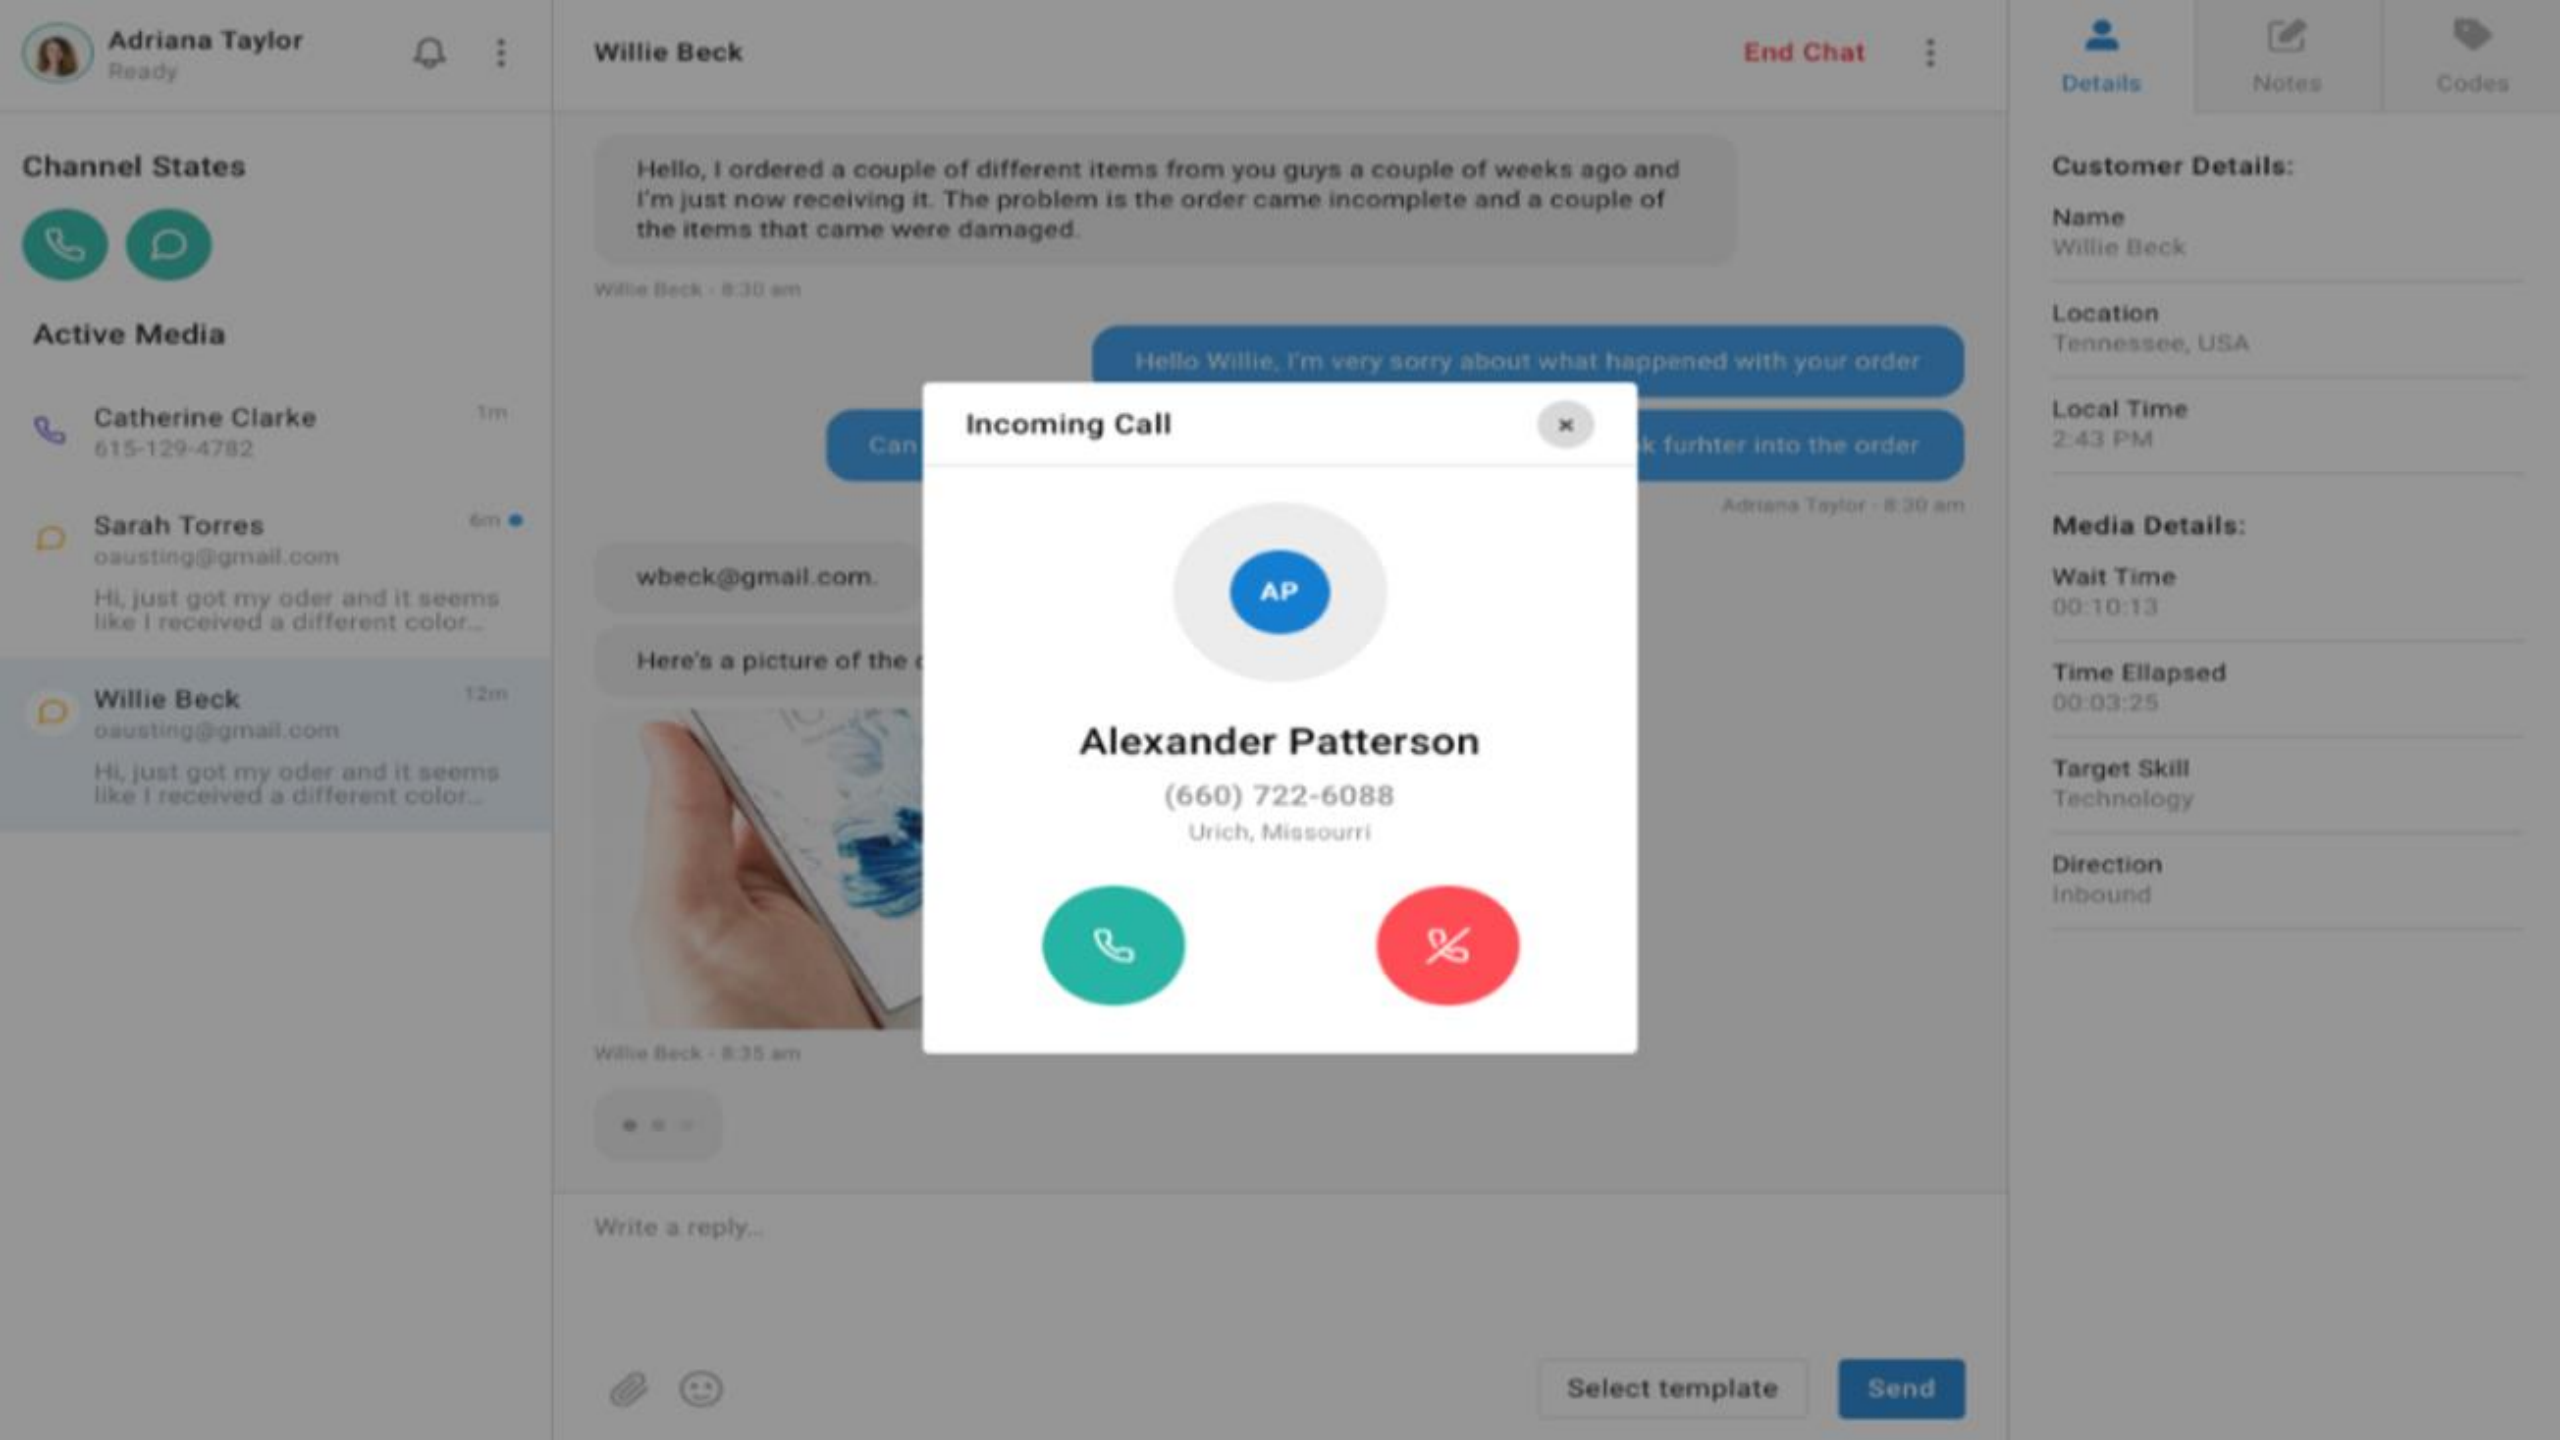 Adriana Taylor
Ready
Channel States
Active Media
Catherine Clarke
1m
615-129-4782
Sarah Torres
6m
oausting@gmail.com
Hi, just got my oder and it seems
like I received a different color...
Willie Beck
12m
oausting@gmail.com
Hi, just got my oder and it seems
like I received a different color...
Willie Beck
End Chat
Hello, I ordered a couple of different items from you guys a couple of weeks ago and
I'm just now receiving it. The problem is the order came incomplete and a couple of
the items that came were damaged.
Willie Beck - 8:30 am
Hello Willie, I'm very sorry about what happened with your order
Can
furhter into the order
Adriana Taylor - 8:30 am
wbeck@gmail.com.
Here's a picture of the
Willie Beck - 8:35 am
Incoming Call
AP
Alexander Patterson
(660) 722-6088
Urich, Missourri
Write a reply...
Select template
Send
Details
Notes
Codes
Customer Details:
Name
Willie Beck
Location
Tennessee, USA
Local Time
2:43 PM
Media Details:
Wait Time
00:10:13
Time Ellapsed
00:03:25
Target Skill
Technology
Direction
Inbound